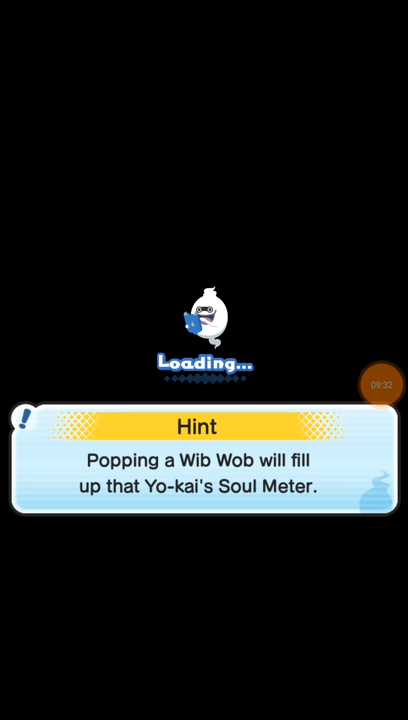 Loading...
09:32
!
Hint
Popping a Wib Wob will fill
up that Yo-kai's Soul Meter.